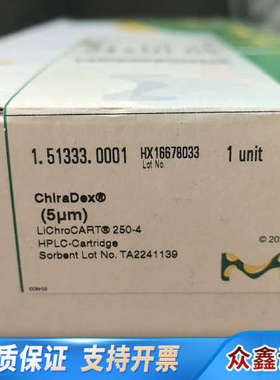 1.51333.0001 HX16678033 1 unit
Lot No.
ChiraDex®
(5μm)
LiChroCART® 250-4
HPLC-Cartridge
Sorbent Lot No. TA2241139
© 20
质保证 支持开票 众鑫